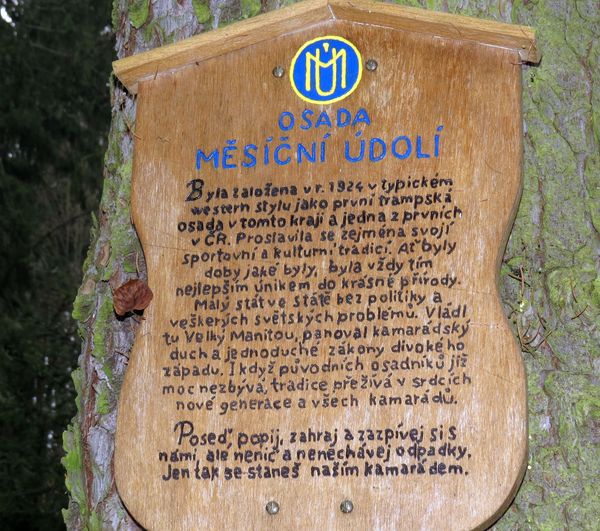 MÚ
OSADA
MĚSÍČNÍ ÚDOLÍ
Byla založena v r. 1924 v typickém
western stylu jako první trampská
osada v tomto kraji a jedna z prvních
v ČR. Proslavila se zejména svojí
sportovní a kulturní tradicí. Ať byly
doby jaké byly, byla vždy tím
nejlepším únikem do krásné přírody.
Malý stát ve státě bez politiky a
veškerých světských problémů. Vládl
tu Velký Manitou, panoval kamarádský
duch a jednoduché zákony divokého
západu. I když původních osadníků již
moc nezbývá, tradice přežívá v srdcích
nové generace a všech kamarádů.
Poseď, popij, zahraj a zazpívej si s
námi, ale nenič a nenechávej odpadky.
Jen tak se staneš naším kamarádem.